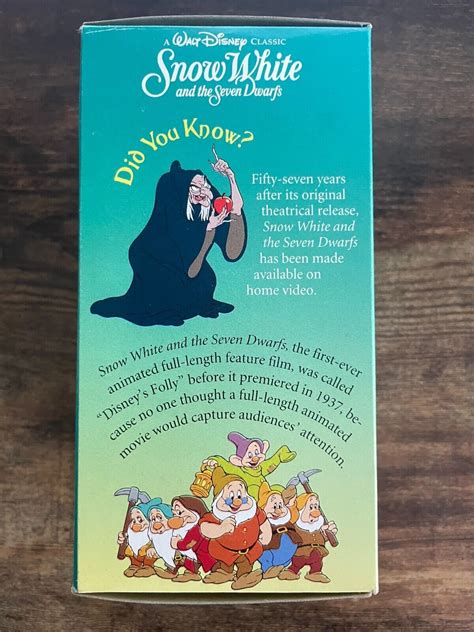 A WALT DISNEY CLASSIC
Snow White
and the Seven Dwarfs
Did You Know?
Fifty-seven years
after its original
theatrical release,
Snow White and
the Seven Dwarfs
has been made
available on
home video.
Snow White and the Seven Dwarfs, the first-ever
animated full-length feature film, was called
"Disney's Folly" before it premiered in 1937, be-
cause no one thought a full-length animated
movie would capture audiences' attention.